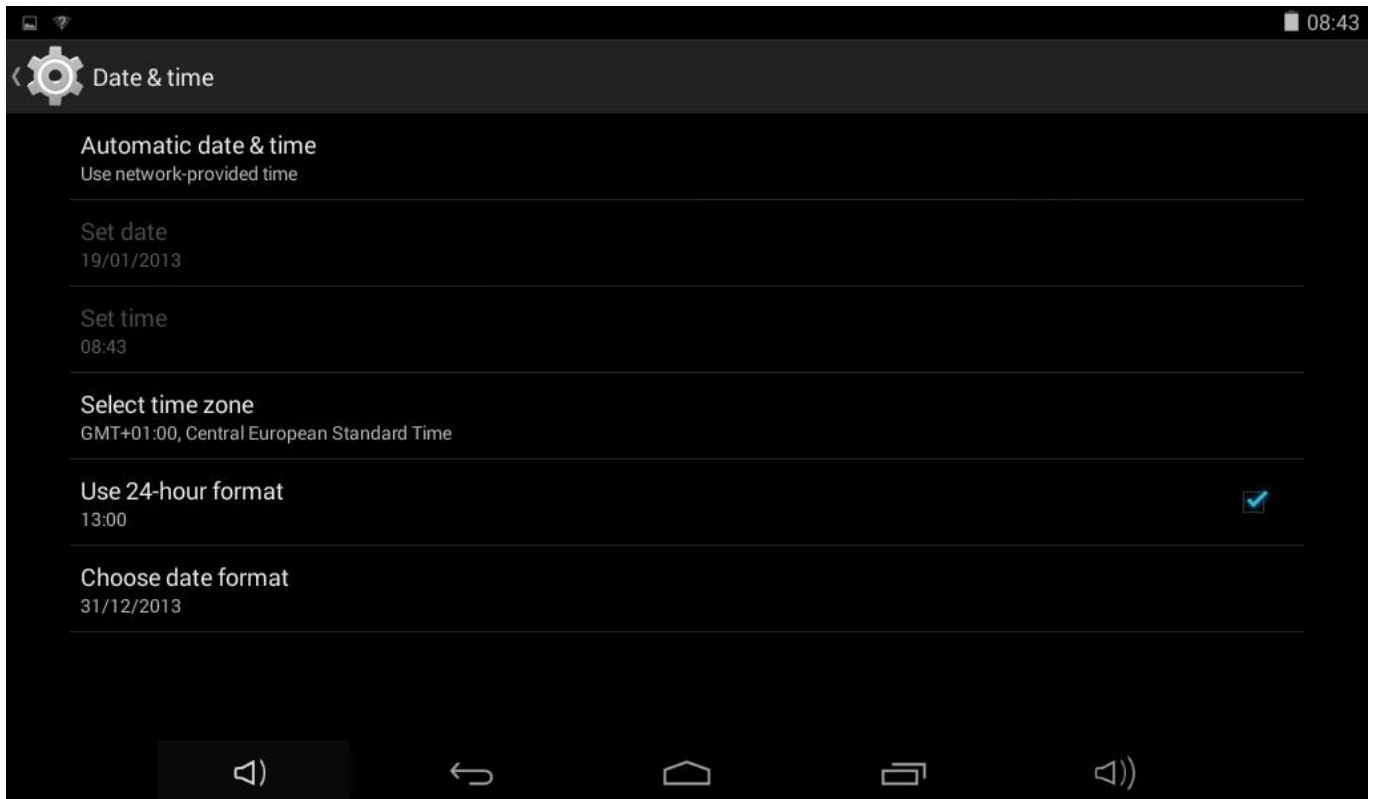 08:43
Date & time
Automatic date & time
Use network-provided time
Set date
19/01/2013
Set time
08:43
Select time zone
GMT+01:00, Central European Standard Time
Use 24-hour format
13:00
Choose date format
31/12/2013